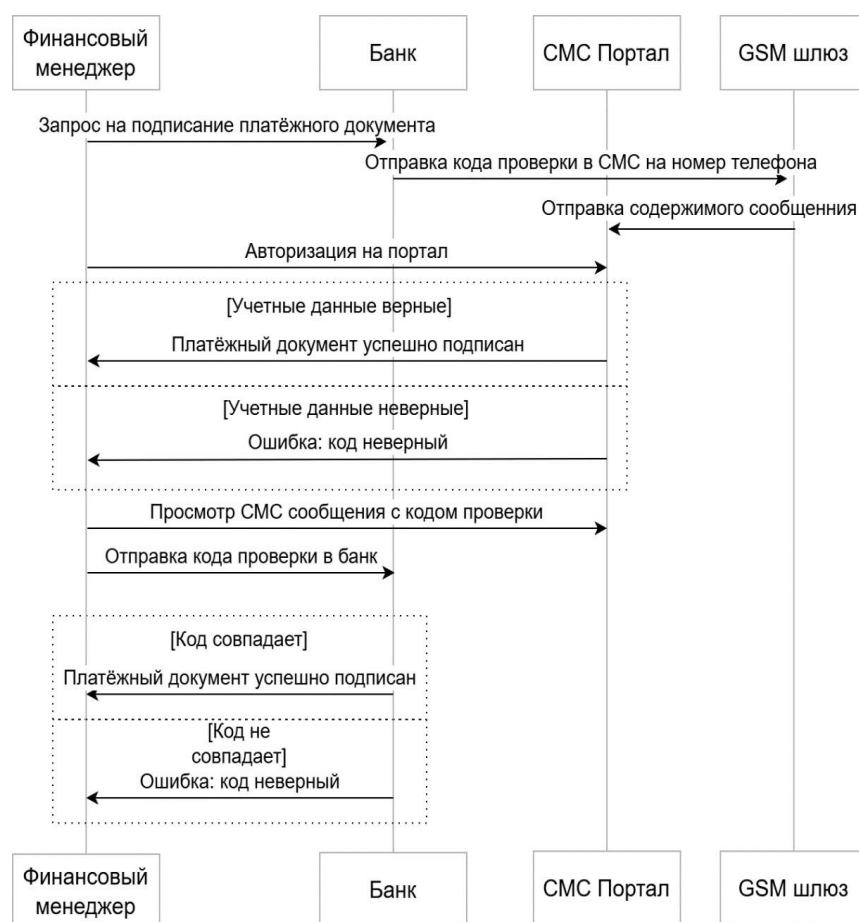 Финансовый
менеджер
Банк
СМС Портал
GSM шлюз
Запрос на подписание платёжного документа
Отправка кода проверки в СМС на номер телефона
Отправка содержимого сообщенния
Авторизация на портал
[Учетные данные верные]
Платёжный документ успешно подписан
[Учетные данные неверные]
Ошибка: код неверный
Просмотр СМС сообщения с кодом проверки
Отправка кода проверки в банк
[Код совпадает]
Платёжный документ успешно подписан
[Код не
совпадает]
Ошибка: код неверный
Финансовый
менеджер
Банк
СМС Портал
GSM шлюз